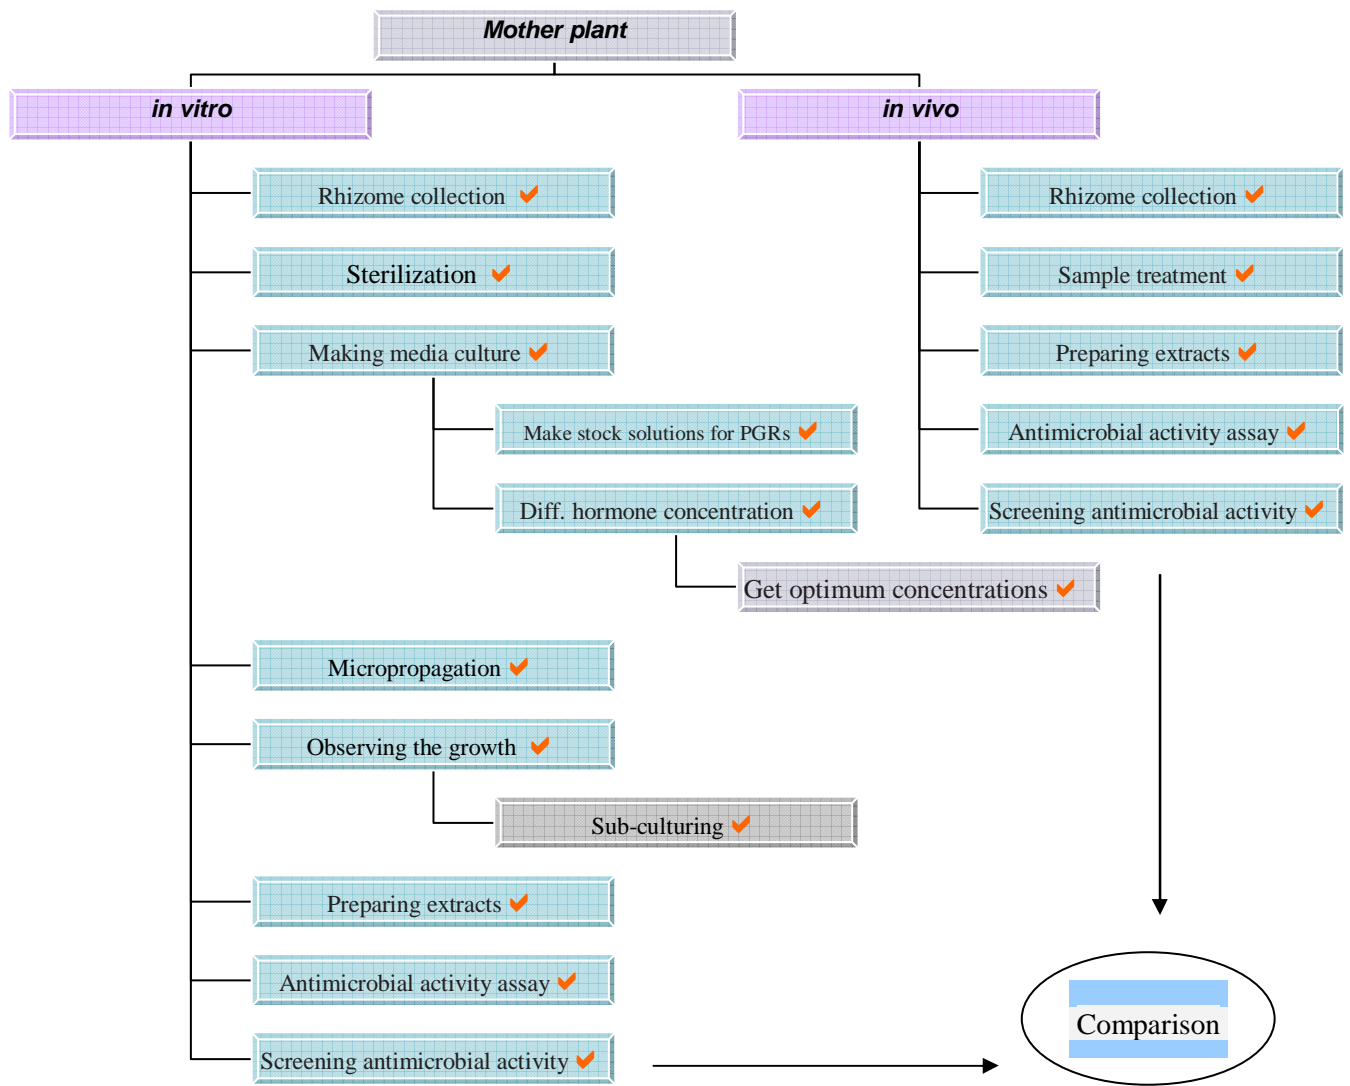 Mother plant
in vitro
in vivo
Rhizome collection ✔
Sterilization ✔
Making media culture ✔
Make stock solutions for PGRs ✔
Diff. hormone concentration ✔
Get optimum concentrations ✔
Micropropagation ✔
Observing the growth ✔
Sub-culturing ✔
Preparing extracts ✔
Antimicrobial activity assay ✔
Screening antimicrobial activity ✔
Rhizome collection ✔
Sample treatment ✔
Preparing extracts ✔
Antimicrobial activity assay ✔
Screening antimicrobial activity ✔
Comparison